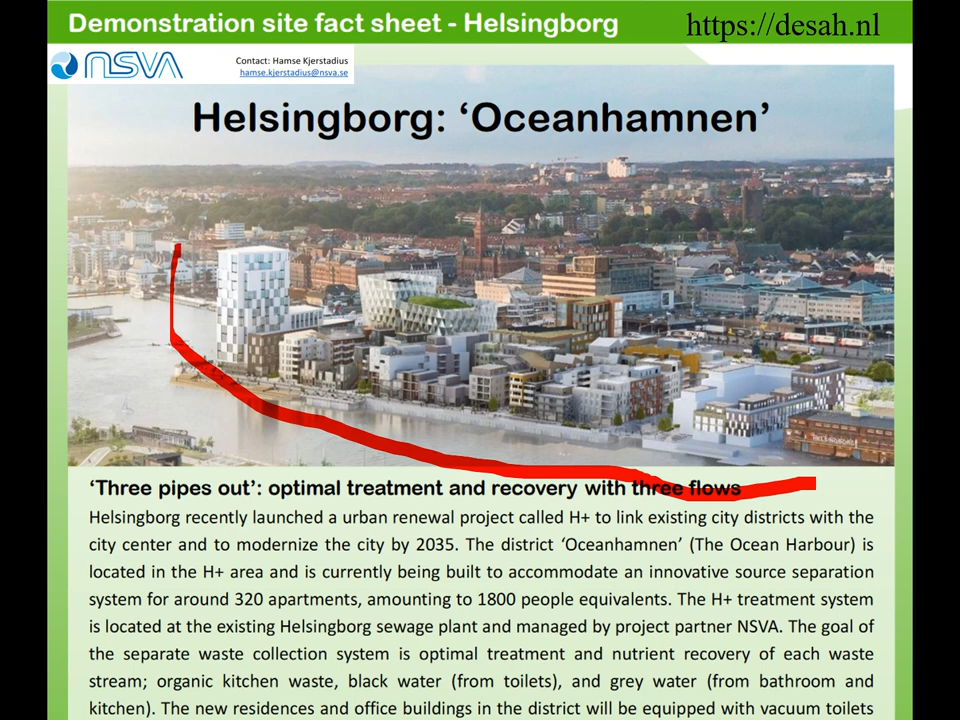 Demonstration site fact sheet - Helsingborg
https://desah.nl
NSVA
Contact: Hamse Kjerstadius
hamse.kjerstadius@nsva.se
Helsingborg: ‘Oceanhamnen’
‘Three pipes out’: optimal treatment and recovery with three flows
Helsingborg recently launched a urban renewal project called H+ to link existing city districts with the
city center and to modernize the city by 2035. The district ‘Oceanhamnen’ (The Ocean Harbour) is
located in the H+ area and is currently being built to accommodate an innovative source separation
system for around 320 apartments, amounting to 1800 people equivalents. The H+ treatment system
is located at the existing Helsingborg sewage plant and managed by project partner NSVA. The goal of
the separate waste collection system is optimal treatment and nutrient recovery of each waste
stream; organic kitchen waste, black water (from toilets), and grey water (from bathroom and
kitchen). The new residences and office buildings in the district will be equipped with vacuum toilets